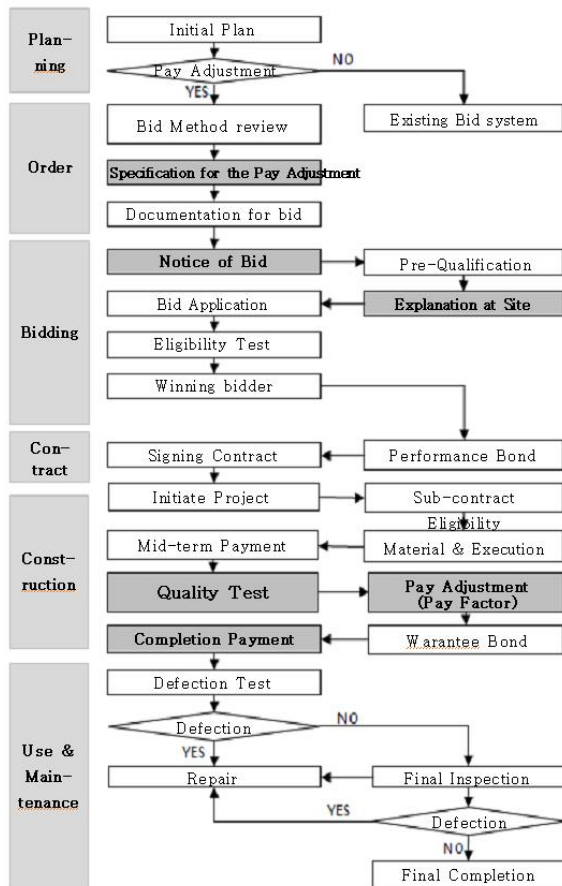 Plan-
ning
Initial Plan
Pay Adjustment
NO
YES
Existing Bid system
Order
Bid Method review
Specification for the Pay Adjustment
Documentation for bid
Bidding
Notice of Bid
Pre-Qualification
Bid Application
Explanation at Site
Eligibility Test
Winning bidder
Con-
tract
Signing Contract
Performance Bond
Const-
ruction
Initiate Project
Sub-contract
Eligibility
Mid-term Payment
Material & Execution
Quality Test
Pay Adjustment
(Pay Factor)
Completion Payment
Warantee Bond
Use &
Main-
tenance
Defection Test
Defection
NO
YES
Repair
Final Inspection
YES
Defection
NO
Final Completion